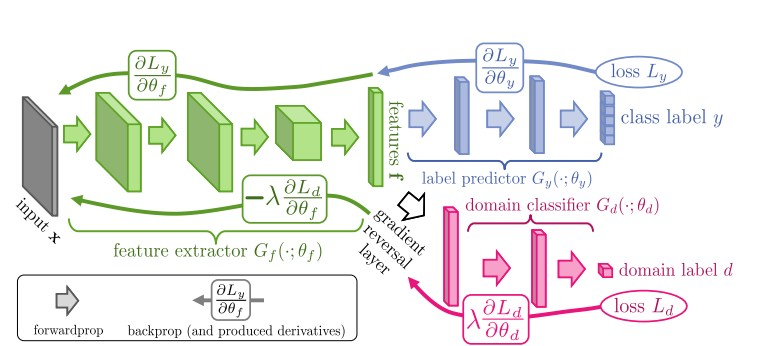 ∂L_y/∂θ_f
∂L_y/∂θ_y
loss L_y
features f
class label y
label predictor G_y(·;θ_y)
input x
−λ ∂L_d/∂θ_f
feature extractor G_f(·;θ_f)
gradient
reversal
layer
domain classifier G_d(·;θ_d)
domain label d
λ ∂L_d/∂θ_d
loss L_d
forwardprop
∂L_y/∂θ_f
backprop (and produced derivatives)